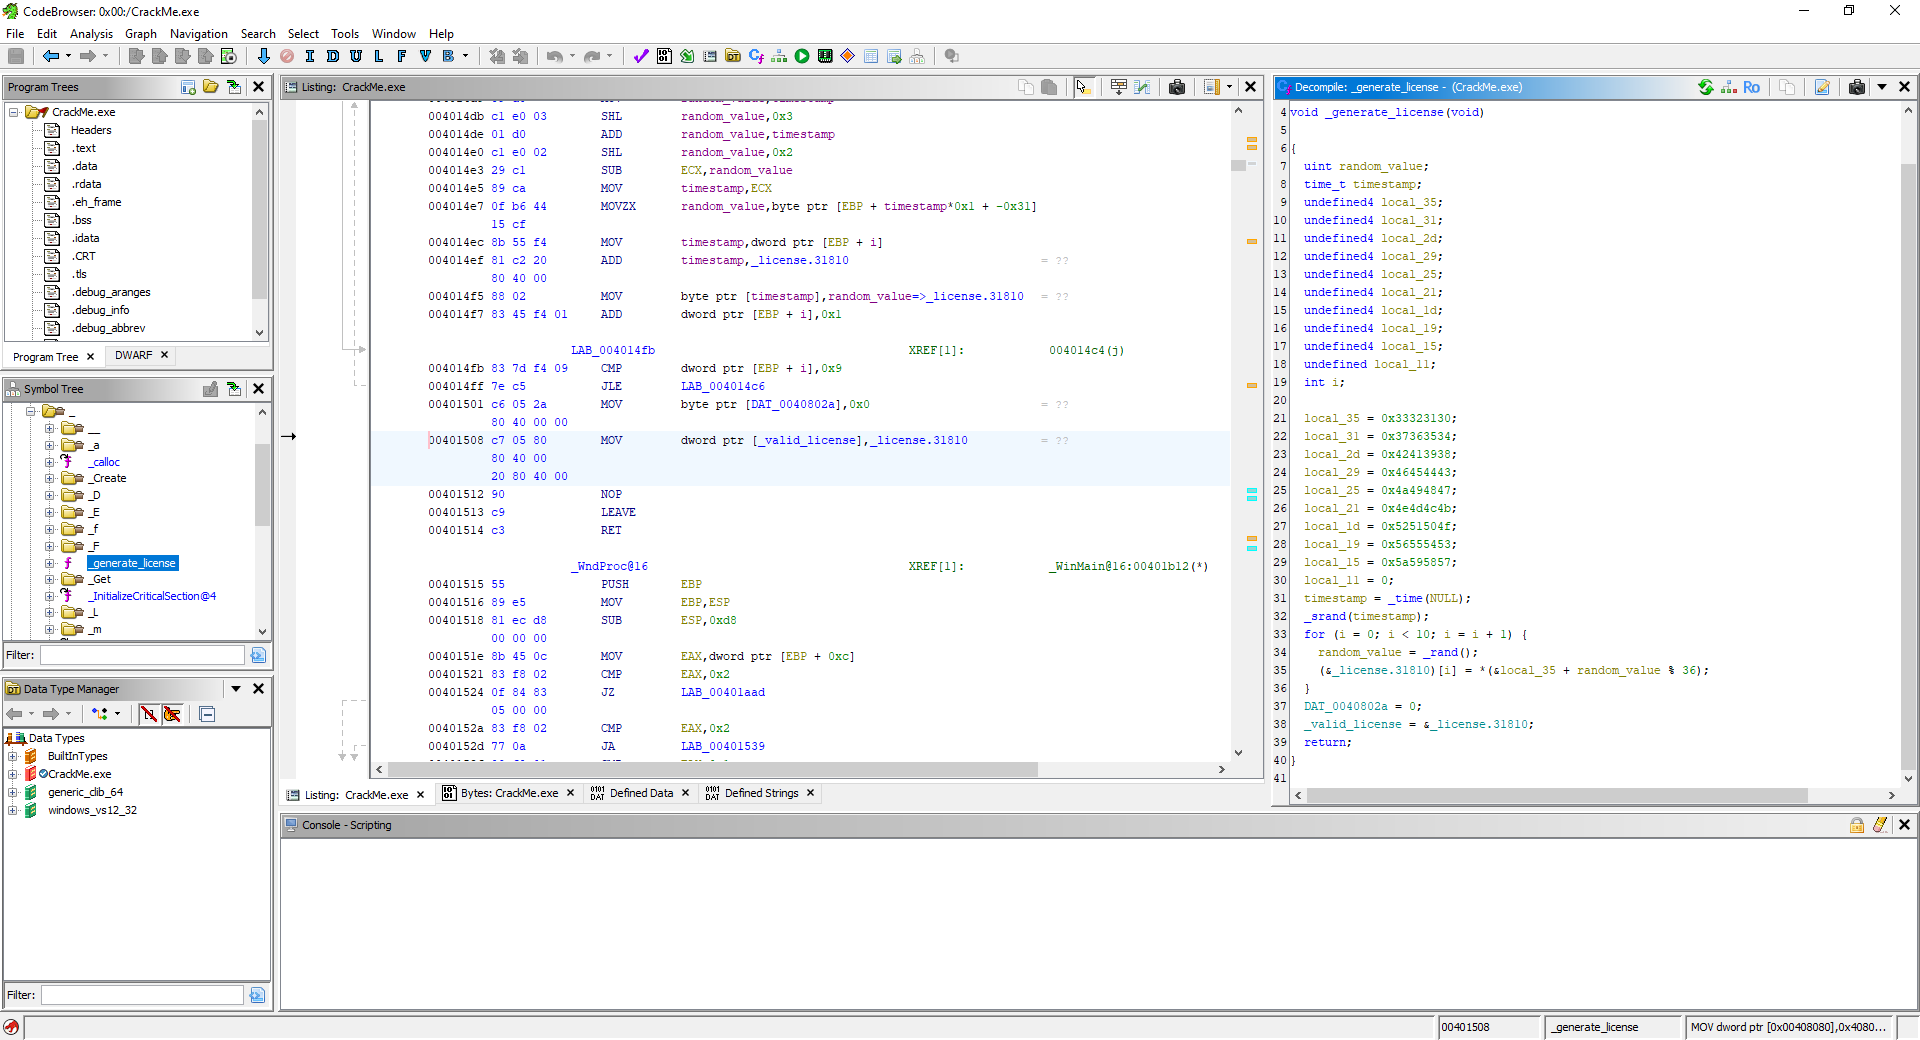 CodeBrowser: 0x00:/CrackMe.exe
File Edit Analysis Graph Navigation Search Select Tools Window Help
I D U L F V B
Program Trees
CrackMe.exe
Headers
.text
.data
.rdata
.eh_frame
.bss
.idata
.CRT
.tls
.debug_aranges
.debug_info
.debug_abbrev
Program Tree
DWARF
Symbol Tree
_
__
_a
_calloc
_Create
_D
_E
_f
_F
_generate_license
_Get
_InitializeCriticalSection@4
_L
_m
Filter:
Data Type Manager
Data Types
BuiltInTypes
CrackMe.exe
generic_clib_64
windows_vs12_32
Filter:
Listing: CrackMe.exe
004014db c1 e0 03 SHL random_value,0x3
004014de 01 d0 ADD random_value,timestamp
004014e0 c1 e0 02 SHL random_value,0x2
004014e3 29 c1 SUB ECX,random_value
004014e5 89 ca MOV timestamp,ECX
004014e7 0f b6 44 MOVZX random_value,byte ptr [EBP + timestamp*0x1 + -0x31]
15 cf
004014ec 8b 55 f4 MOV timestamp,dword ptr [EBP + i]
004014ef 81 c2 20 ADD timestamp,_license.31810 = ??
80 40 00
004014f5 88 02 MOV byte ptr [timestamp],random_value=>_license.31810 = ??
004014f7 83 45 f4 01 ADD dword ptr [EBP + i],0x1
LAB_004014fb XREF[1]: 004014c4(j)
004014fb 83 7d f4 09 CMP dword ptr [EBP + i],0x9
004014ff 7e c5 JLE LAB_004014c6
00401501 c6 05 2a MOV byte ptr [DAT_0040802a],0x0 = ??
80 40 00 00
00401508 c7 05 80 MOV dword ptr [_valid_license],_license.31810 = ??
80 40 00
20 80 40 00
00401512 90 NOP
00401513 c9 LEAVE
00401514 c3 RET
_WndProc@16 XREF[1]: _WinMain@16:00401b12(*)
00401515 55 PUSH EBP
00401516 89 e5 MOV EBP,ESP
00401518 81 ec d8 SUB ESP,0xd8
00 00 00
0040151e 8b 45 0c MOV EAX,dword ptr [EBP + 0xc]
00401521 83 f8 02 CMP EAX,0x2
00401524 0f 84 83 JZ LAB_00401aad
05 00 00
0040152a 83 f8 02 CMP EAX,0x2
0040152d 77 0a JA LAB_00401539
Listing: CrackMe.exe
Bytes: CrackMe.exe
Defined Data
Defined Strings
Decompile: _generate_license - (CrackMe.exe)
Ro
4 void _generate_license(void)
5
6 {
7 uint random_value;
8 time_t timestamp;
9 undefined4 local_35;
10 undefined4 local_31;
11 undefined4 local_2d;
12 undefined4 local_29;
13 undefined4 local_25;
14 undefined4 local_21;
15 undefined4 local_1d;
16 undefined4 local_19;
17 undefined4 local_15;
18 undefined local_11;
19 int i;
20
21 local_35 = 0x33323130;
22 local_31 = 0x37363534;
23 local_2d = 0x42413938;
24 local_29 = 0x46454443;
25 local_25 = 0x4a494847;
26 local_21 = 0x4e4d4c4b;
27 local_1d = 0x5251504f;
28 local_19 = 0x56555453;
29 local_15 = 0x5a595857;
30 local_11 = 0;
31 timestamp = _time(NULL);
32 _srand(timestamp);
33 for (i = 0; i < 10; i = i + 1) {
34 random_value = _rand();
35 (&_license.31810)[i] = *(&local_35 + random_value % 36);
36 }
37 DAT_0040802a = 0;
38 _valid_license = &_license.31810;
39 return;
40 }
41
Console - Scripting
00401508
_generate_license
MOV dword ptr [0x00408080],0x4080...